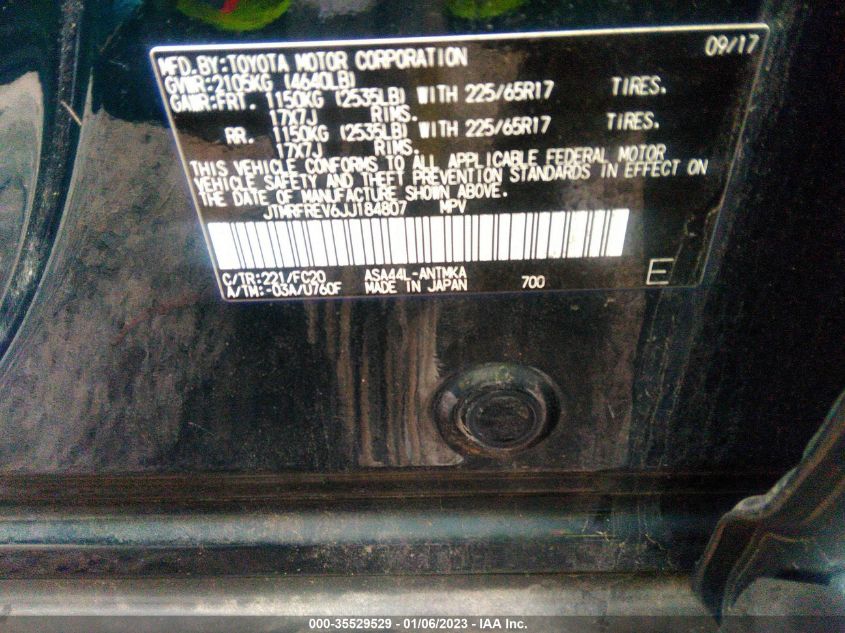 MFD. BY: TOYOTA MOTOR CORPORATION 09/17
GVWR: 2105KG (4640LB)
GAWR: FRT. 1150KG (2535LB) WITH 225/65R17 TIRES.
17X7J RIMS.
RR. 1150KG (2535LB) WITH 225/65R17 TIRES.
17X7J RIMS.
THIS VEHICLE CONFORMS TO ALL APPLICABLE FEDERAL MOTOR
VEHICLE SAFETY AND THEFT PREVENTION STANDARDS IN EFFECT ON
THE DATE OF MANUFACTURE SHOWN ABOVE.
JTMRFREV6JJ184807 MPV
C/TR: 221/FC20 ASA44L-ANTMKA 700 E
A/TM: -03A/U760F MADE IN JAPAN
000-35529529 - 01/06/2023 - IAA Inc.